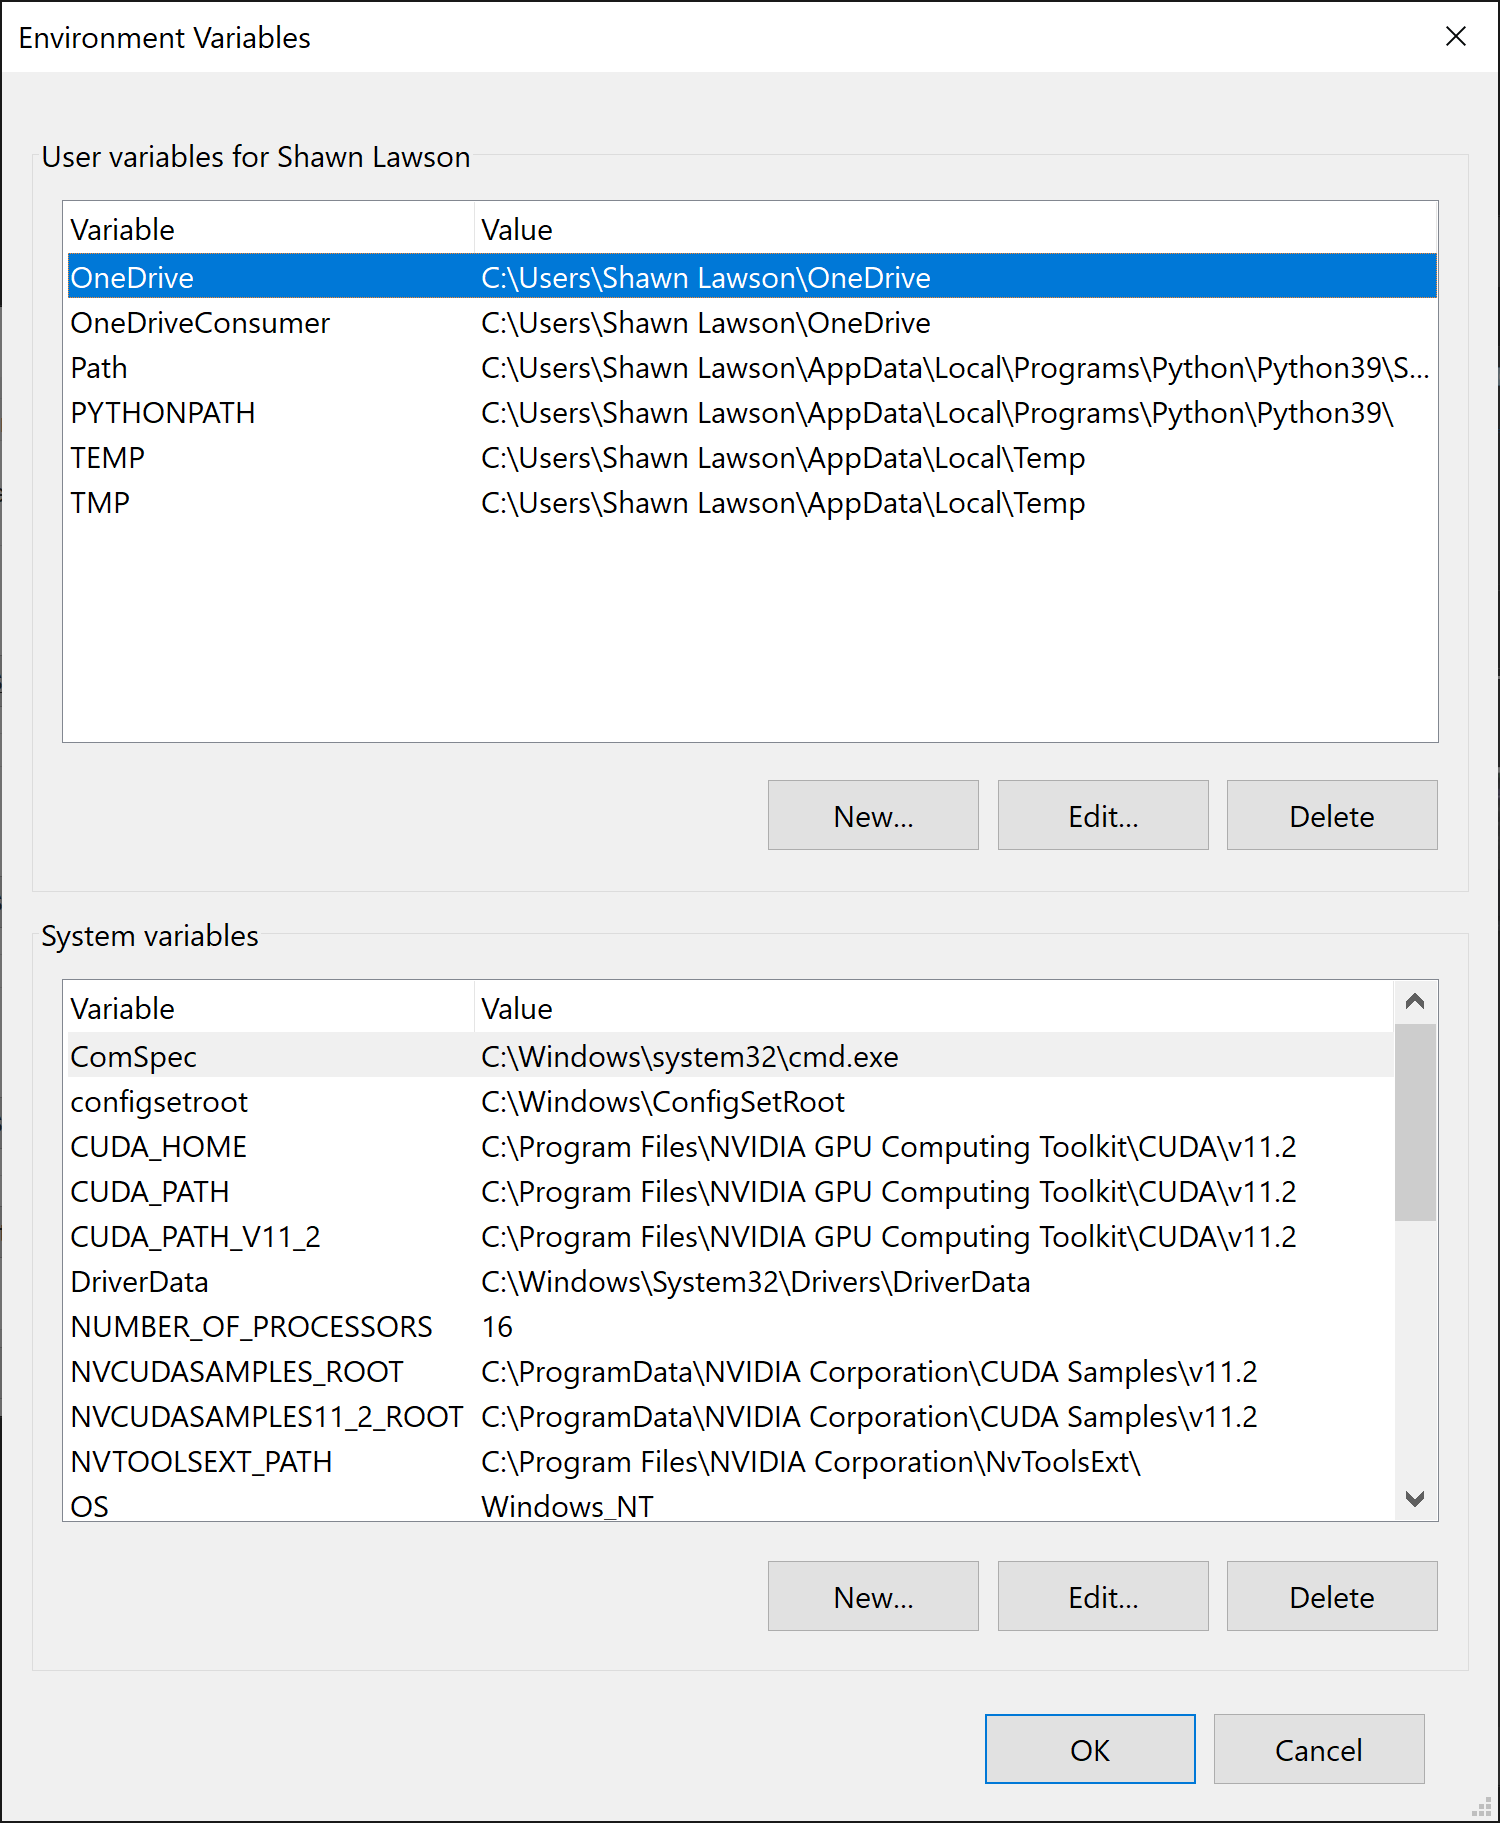 Environment Variables
User variables for Shawn Lawson
Variable Value
OneDrive C:\Users\Shawn Lawson\OneDrive
OneDriveConsumer C:\Users\Shawn Lawson\OneDrive
Path C:\Users\Shawn Lawson\AppData\Local\Programs\Python\Python39\S...
PYTHONPATH C:\Users\Shawn Lawson\AppData\Local\Programs\Python\Python39\
TEMP C:\Users\Shawn Lawson\AppData\Local\Temp
TMP C:\Users\Shawn Lawson\AppData\Local\Temp
New... Edit... Delete
System variables
Variable Value
ComSpec C:\Windows\system32\cmd.exe
configsetroot C:\Windows\ConfigSetRoot
CUDA_HOME C:\Program Files\NVIDIA GPU Computing Toolkit\CUDA\v11.2
CUDA_PATH C:\Program Files\NVIDIA GPU Computing Toolkit\CUDA\v11.2
CUDA_PATH_V11_2 C:\Program Files\NVIDIA GPU Computing Toolkit\CUDA\v11.2
DriverData C:\Windows\System32\Drivers\DriverData
NUMBER_OF_PROCESSORS 16
NVCUDASAMPLES_ROOT C:\ProgramData\NVIDIA Corporation\CUDA Samples\v11.2
NVCUDASAMPLES11_2_ROOT C:\ProgramData\NVIDIA Corporation\CUDA Samples\v11.2
NVTOOLSEXT_PATH C:\Program Files\NVIDIA Corporation\NvToolsExt\
OS Windows_NT
New... Edit... Delete
OK Cancel